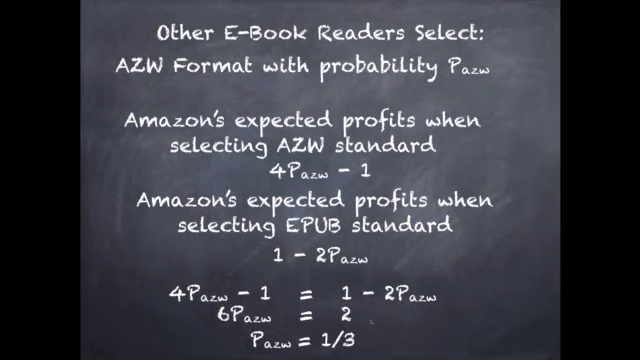 Other E-Book Readers Select:
AZW Format with probability Pazw
Amazon's expected profits when
selecting AZW standard
4Pazw - 1
Amazon's expected profits when
selecting EPUB standard
1 - 2Pazw
4Pazw - 1 = 1 - 2Pazw
6Pazw = 2
Pazw = 1/3